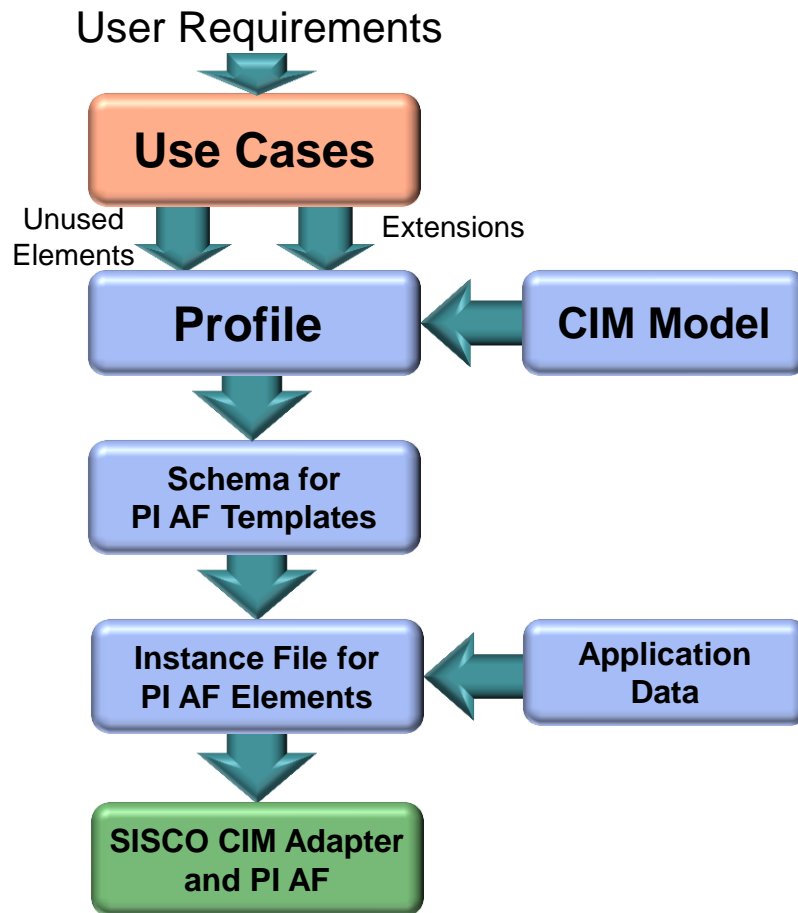 User Requirements
Use Cases
Unused
Elements
Extensions
Profile
CIM Model
Schema for
PI AF Templates
Instance File for
PI AF Elements
Application
Data
SISCO CIM Adapter
and PI AF